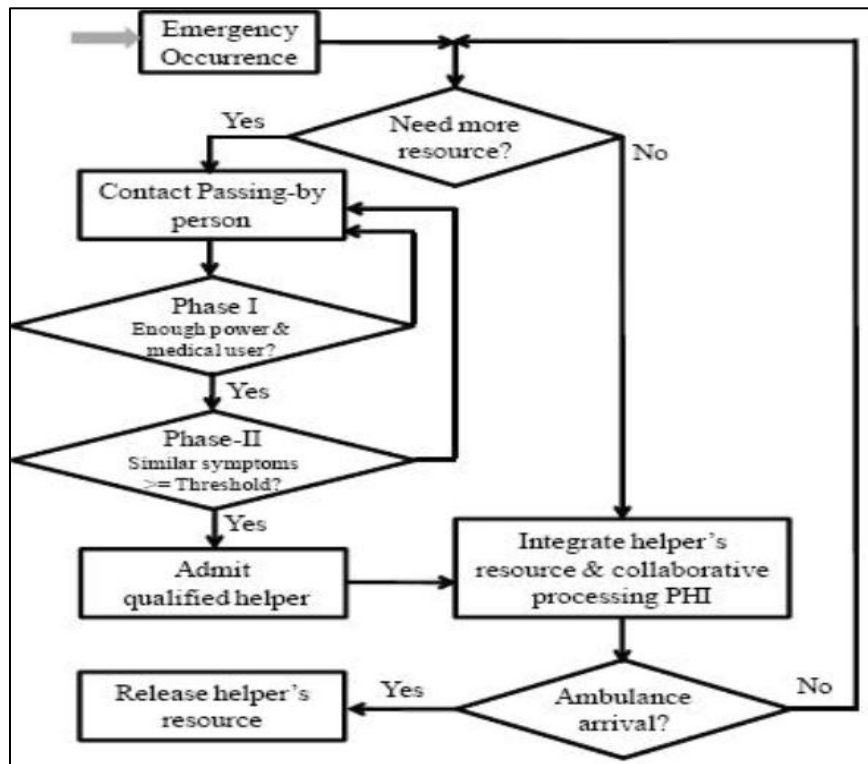 Emergency
Occurrence
Need more
resource?
Yes
No
Contact Passing-by
person
Phase I
Enough power &
medical user?
Yes
Phase-II
Similar symptoms
>= Threshold?
Yes
Admit
qualified helper
Integrate helper's
resource & collaborative
processing PHI
Release helper's
resource
Yes
Ambulance
arrival?
No